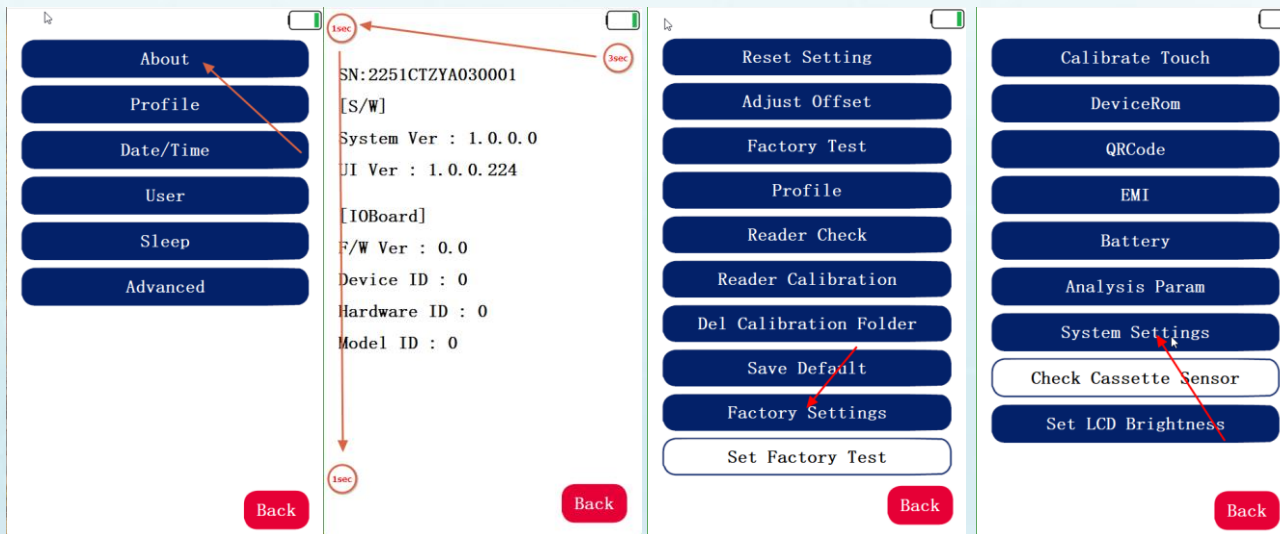 About
Profile
Date/Time
User
Sleep
Advanced
Back
1sec
3sec
SN:2251CTZYA030001
[S/W]
System Ver : 1.0.0.0
UI Ver : 1.0.0.224
[IOBoard]
F/W Ver : 0.0
Device ID : 0
Hardware ID : 0
Model ID : 0
1sec
Back
Reset Setting
Adjust Offset
Factory Test
Profile
Reader Check
Reader Calibration
Del Calibration Folder
Save Default
Factory Settings
Set Factory Test
Back
Calibrate Touch
DeviceRom
QRCode
EMI
Battery
Analysis Param
System Settings
Check Cassette Sensor
Set LCD Brightness
Back